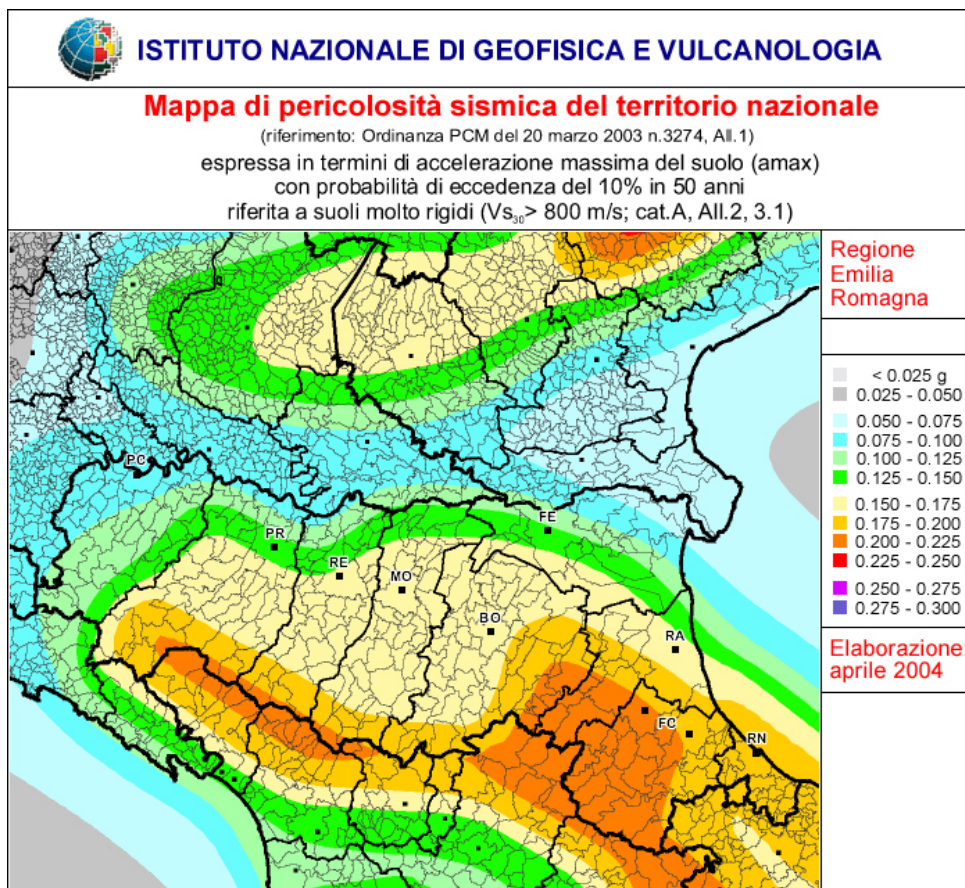 ISTITUTO NAZIONALE DI GEOFISICA E VULCANOLOGIA
Mappa di pericolosità sismica del territorio nazionale
(riferimento: Ordinanza PCM del 20 marzo 2003 n.3274, All.1)
espressa in termini di accelerazione massima del suolo (amax)
con probabilità di eccedenza del 10% in 50 anni
riferita a suoli molto rigidi (Vs30> 800 m/s; cat.A, All.2, 3.1)
Regione
Emilia
Romagna
< 0.025 g
0.025 - 0.050
0.050 - 0.075
0.075 - 0.100
0.100 - 0.125
0.125 - 0.150
0.150 - 0.175
0.175 - 0.200
0.200 - 0.225
0.225 - 0.250
0.250 - 0.275
0.275 - 0.300
Elaborazione:
aprile 2004
PC
PR
RE
MO
FE
BO
RA
FC
RN